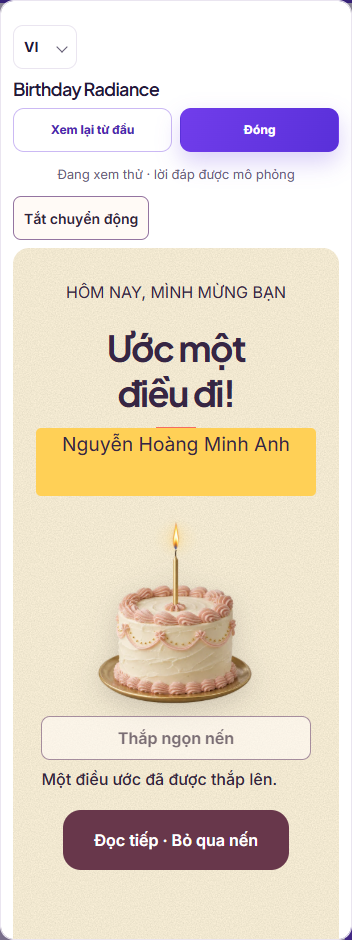 VI
Birthday Radiance
Xem lại từ đầu
Đóng
Đang xem thử · lời đáp được mô phỏng
Tắt chuyển động
HÔM NAY, MÌNH MỪNG BẠN
Ước một
điều đi!
Nguyễn Hoàng Minh Anh
Thắp ngọn nến
Một điều ước đã được thắp lên.
Đọc tiếp · Bỏ qua nến